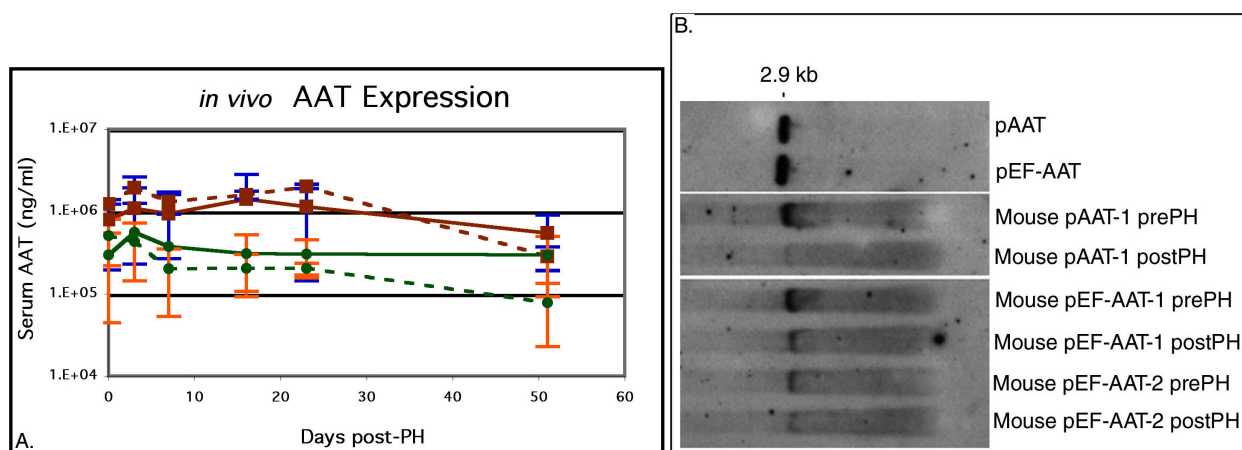 A.
in vivo AAT Expression
Serum AAT (ng/ml)
1.E+07
1.E+06
1.E+05
1.E+04
0 10 20 30 40 50 60
Days post-PH
B.
2.9 kb
pAAT
pEF-AAT
Mouse pAAT-1 prePH
Mouse pAAT-1 postPH
Mouse pEF-AAT-1 prePH
Mouse pEF-AAT-1 postPH
Mouse pEF-AAT-2 prePH
Mouse pEF-AAT-2 postPH